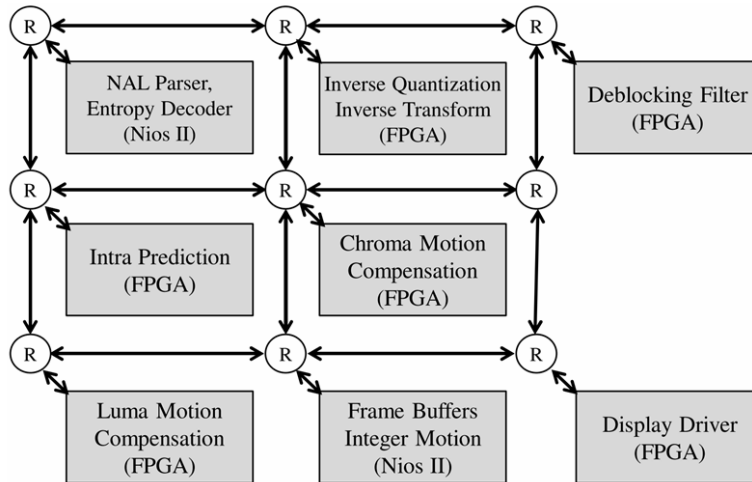 R
R
R
NAL Parser,
Entropy Decoder
(Nios II)
Inverse Quantization
Inverse Transform
(FPGA)
Deblocking Filter
(FPGA)
R
R
R
Intra Prediction
(FPGA)
Chroma Motion
Compensation
(FPGA)
R
R
R
Luma Motion
Compensation
(FPGA)
Frame Buffers
Integer Motion
(Nios II)
Display Driver
(FPGA)